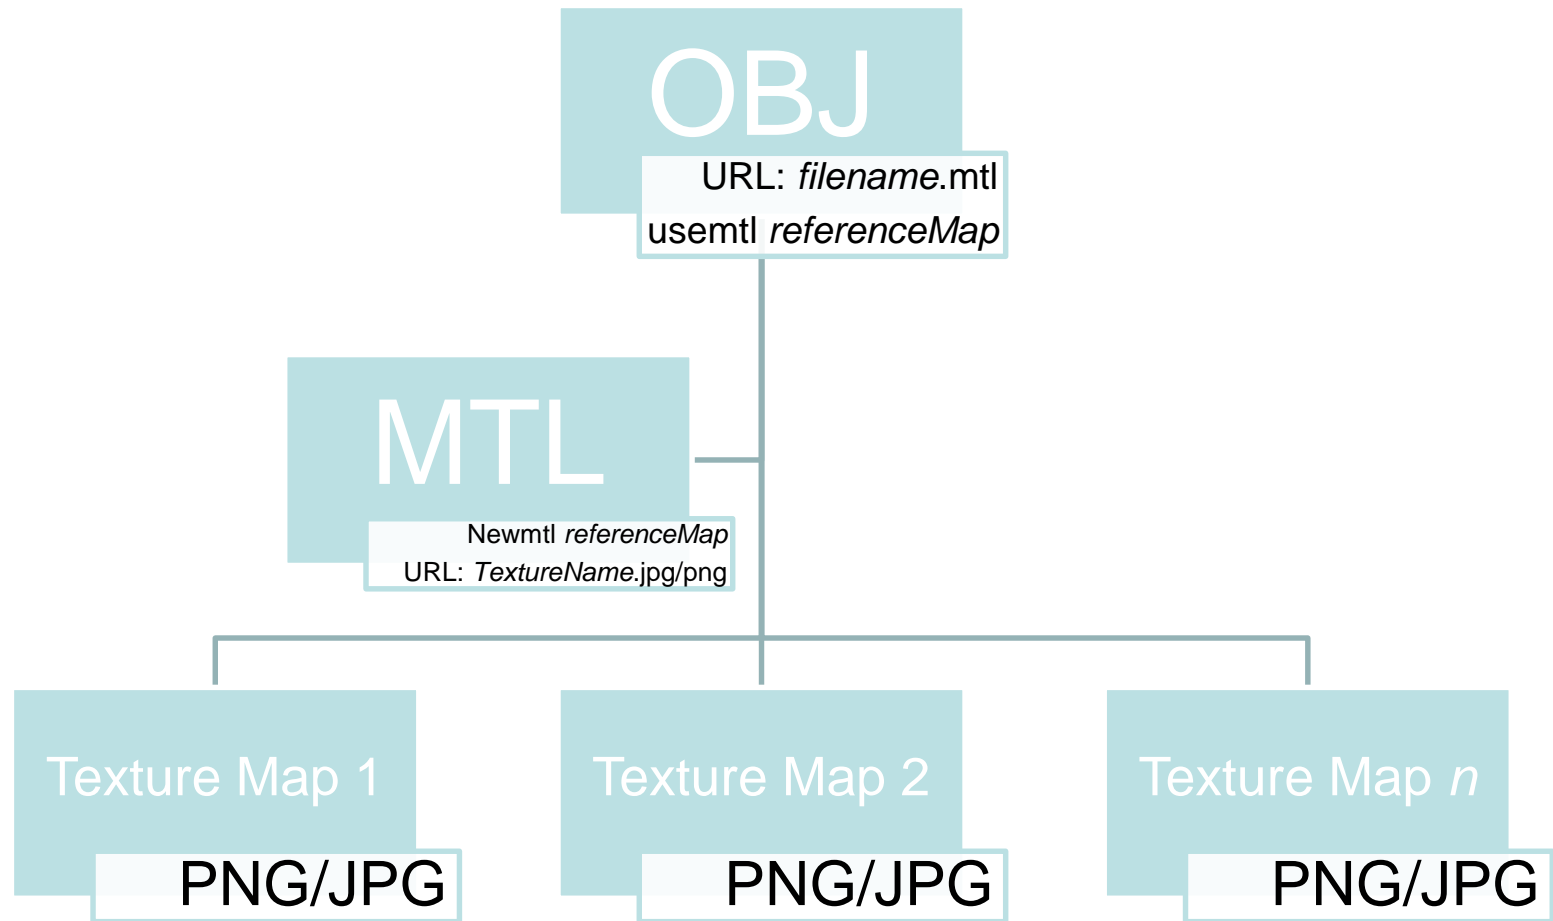 OBJ
URL: filename.mtl
usemtl referenceMap
MTL
Newmtl referenceMap
URL: TextureName.jpg/png
Texture Map 1
PNG/JPG
Texture Map 2
PNG/JPG
Texture Map n
PNG/JPG